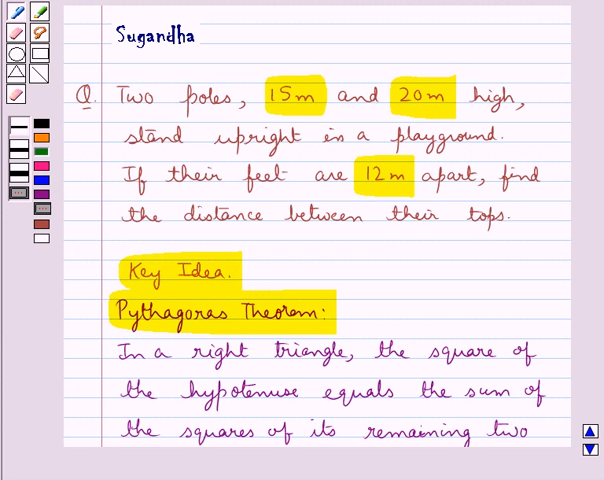 Sugandha
Q. Two poles, 15m and 20m high,
stand upright in a playground.
If their feet are 12m apart, find
the distance between their tops.
Key Idea.
Pythagoras Theorem:
In a right triangle, the square of
the hypotenuse equals the sum of
the squares of its remaining two